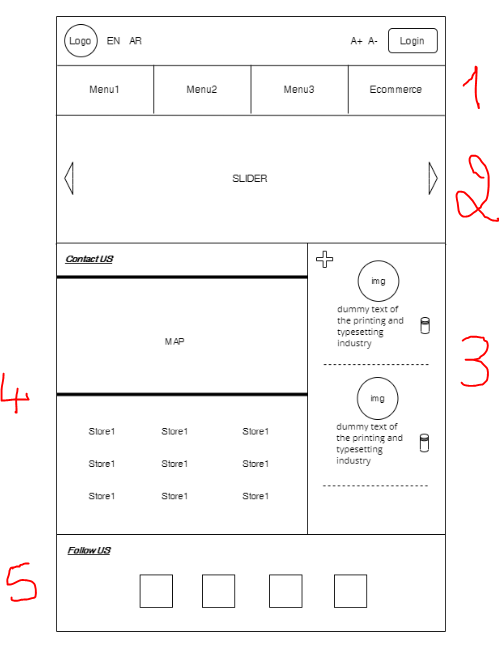 Logo EN AR A+ A- Login
Menu1 Menu2 Menu3 Ecommerce
1
SLIDER
2
Contact US
MAP
img
dummy text of
the printing and
typesetting
industry
3
img
dummy text of
the printing and
typesetting
industry
4
Store1 Store1 Store1
Store1 Store1 Store1
Store1 Store1 Store1
Follow US
5